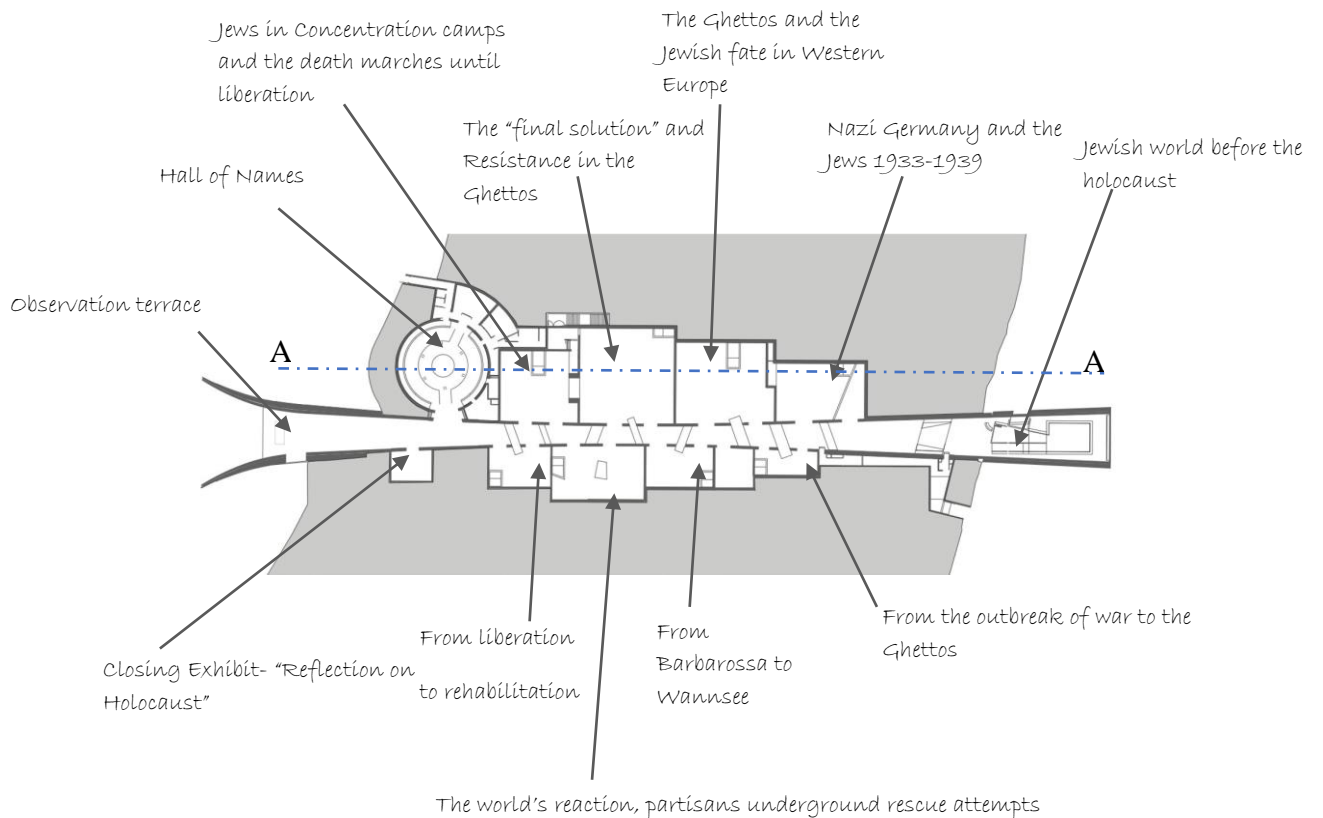 Jews in Concentration camps
and the death marches until
liberation
The Ghettos and the
Jewish fate in Western
Europe
The “final solution” and
Resistance in the
Ghettos
Nazi Germany and the
Jews 1933-1939
Jewish world before the
holocaust
Hall of Names
Observation terrace
A
A
Closing Exhibit- “Reflection on
Holocaust”
From liberation
to rehabilitation
From
Barbarossa to
Wannsee
From the outbreak of war to the
Ghettos
The world’s reaction, partisans underground rescue attempts